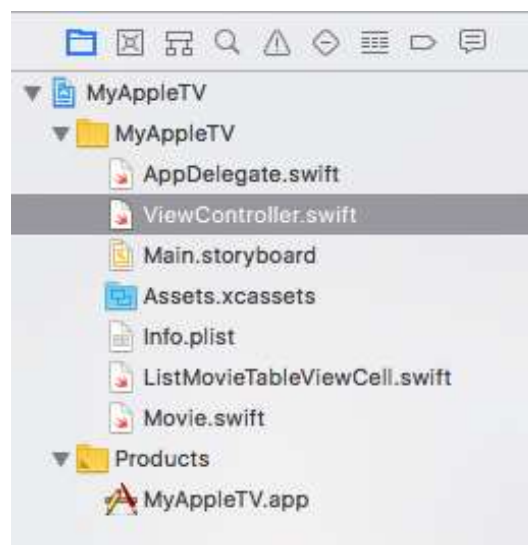 MyAppleTV
MyAppleTV
AppDelegate.swift
ViewController.swift
Main.storyboard
Assets.xcassets
Info.plist
ListMovieTableViewCell.swift
Movie.swift
Products
MyAppleTV.app